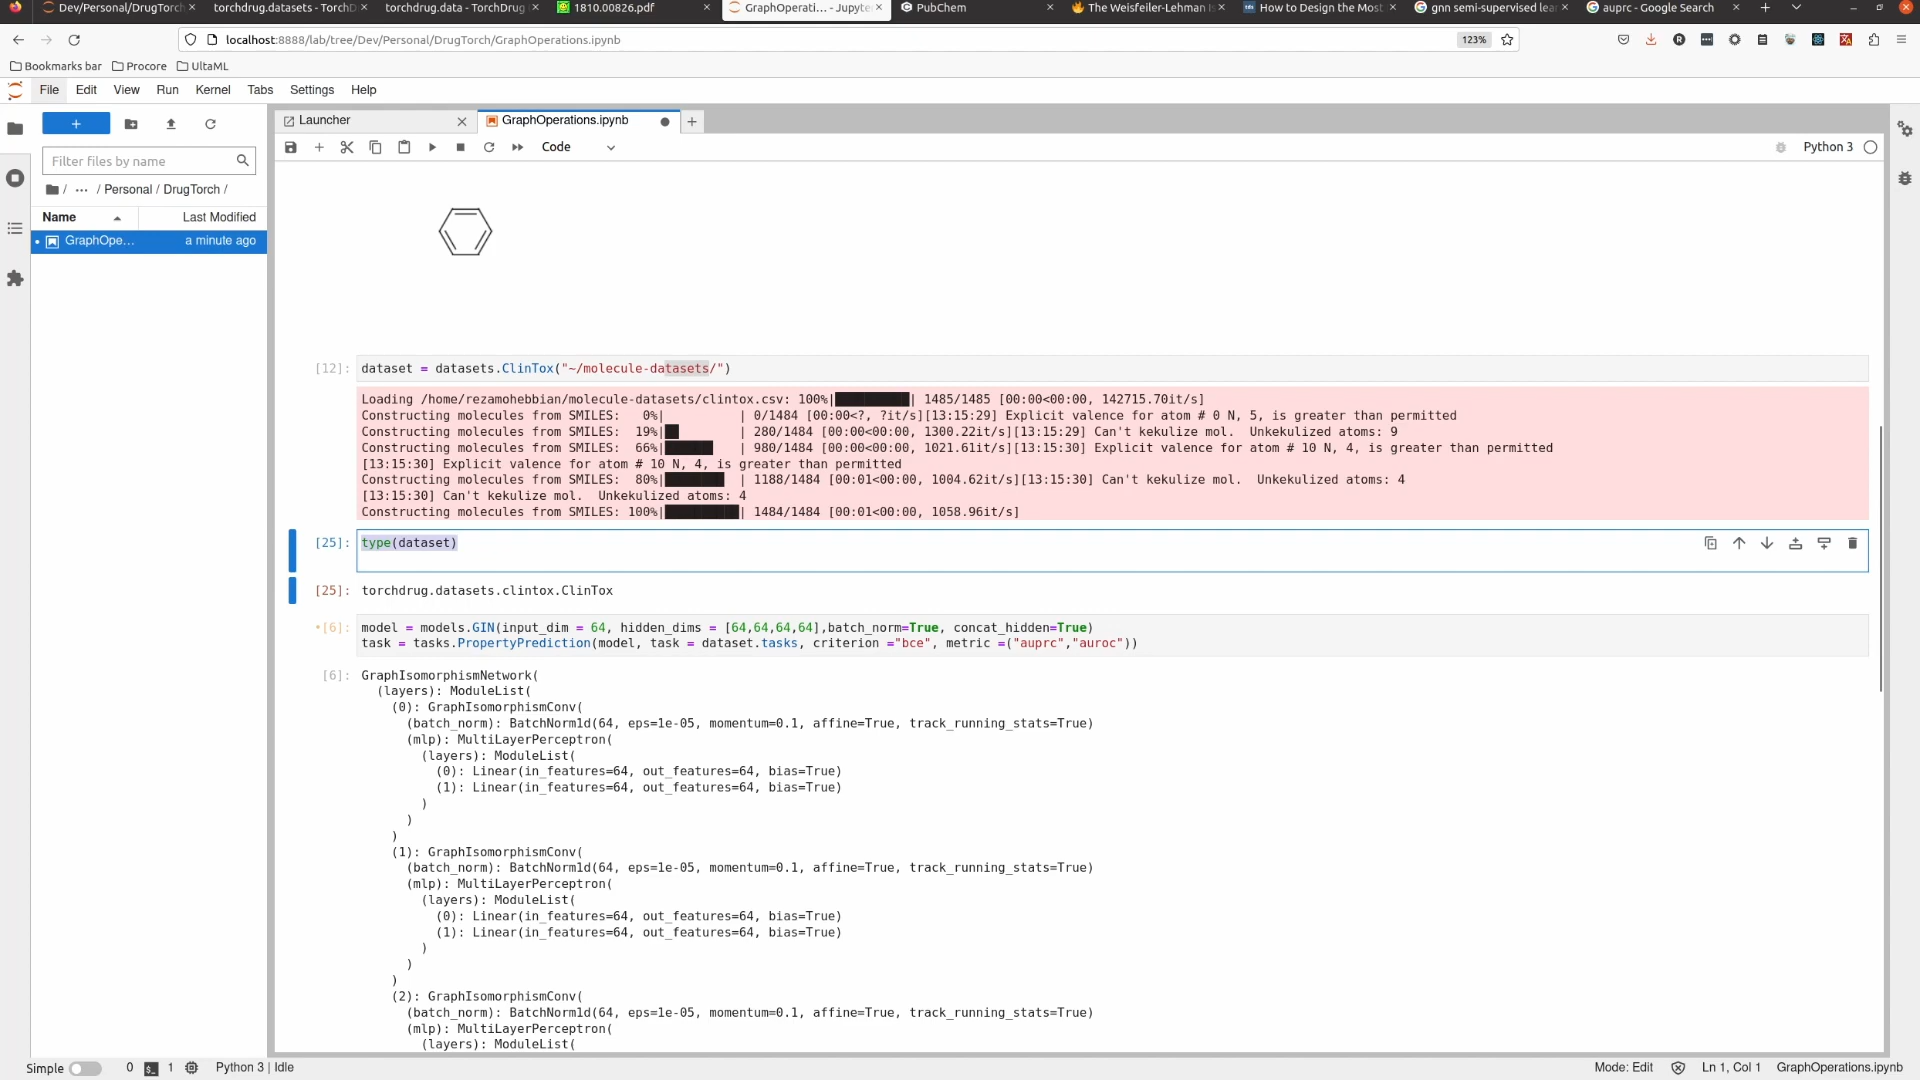 Dev/Personal/DrugTorch
torchdrug.datasets - TorchD
torchdrug.data - TorchDrug
1810.00826.pdf
GraphOperati… - Jupyte
PubChem
The Weisfeiler-Lehman I
How to Design the Most
gnn semi-supervised lea
auprc - Google Search
localhost:8888/lab/tree/Dev/Personal/DrugTorch/GraphOperations.ipynb
123%
Bookmarks bar
Procore
UltaML
File Edit View Run Kernel Tabs Settings Help
Launcher
GraphOperations.ipynb
Filter files by name
Code
Python 3
/ ··· / Personal / DrugTorch /
Name Last Modified
GraphOpe… a minute ago
[12]: dataset = datasets.ClinTox("~/molecule-datasets/")
Loading /home/rezamohebbian/molecule-datasets/clintox.csv: 100%|██████████| 1485/1485 [00:00<00:00, 142715.70it/s]
Constructing molecules from SMILES:   0%|          | 0/1484 [00:00<?, ?it/s][13:15:29] Explicit valence for atom # 0 N, 5, is greater than permitted
Constructing molecules from SMILES:  19%|██        | 280/1484 [00:00<00:00, 1300.22it/s][13:15:29] Can't kekulize mol.  Unkekulized atoms: 9
Constructing molecules from SMILES:  66%|███████   | 980/1484 [00:00<00:00, 1021.61it/s][13:15:30] Explicit valence for atom # 10 N, 4, is greater than permitted
[13:15:30] Explicit valence for atom # 10 N, 4, is greater than permitted
Constructing molecules from SMILES:  80%|████████  | 1188/1484 [00:01<00:00, 1004.62it/s][13:15:30] Can't kekulize mol.  Unkekulized atoms: 4
[13:15:30] Can't kekulize mol.  Unkekulized atoms: 4
Constructing molecules from SMILES: 100%|██████████| 1484/1484 [00:01<00:00, 1058.96it/s]
[25]: type(dataset)
[25]: torchdrug.datasets.clintox.ClinTox
•[6]: model = models.GIN(input_dim = 64, hidden_dims = [64,64,64,64],batch_norm=True, concat_hidden=True)
task = tasks.PropertyPrediction(model, task = dataset.tasks, criterion ="bce", metric =("auprc","auroc"))
[6]: GraphIsomorphismNetwork(
(layers): ModuleList(
(0): GraphIsomorphismConv(
(batch_norm): BatchNorm1d(64, eps=1e-05, momentum=0.1, affine=True, track_running_stats=True)
(mlp): MultiLayerPerceptron(
(layers): ModuleList(
(0): Linear(in_features=64, out_features=64, bias=True)
(1): Linear(in_features=64, out_features=64, bias=True)
)
)
)
(1): GraphIsomorphismConv(
(batch_norm): BatchNorm1d(64, eps=1e-05, momentum=0.1, affine=True, track_running_stats=True)
(mlp): MultiLayerPerceptron(
(layers): ModuleList(
(0): Linear(in_features=64, out_features=64, bias=True)
(1): Linear(in_features=64, out_features=64, bias=True)
)
)
)
(2): GraphIsomorphismConv(
(batch_norm): BatchNorm1d(64, eps=1e-05, momentum=0.1, affine=True, track_running_stats=True)
(mlp): MultiLayerPerceptron(
(layers): ModuleList(
Simple 0 1 Python 3 | Idle
Mode: Edit Ln 1, Col 1 GraphOperations.ipynb